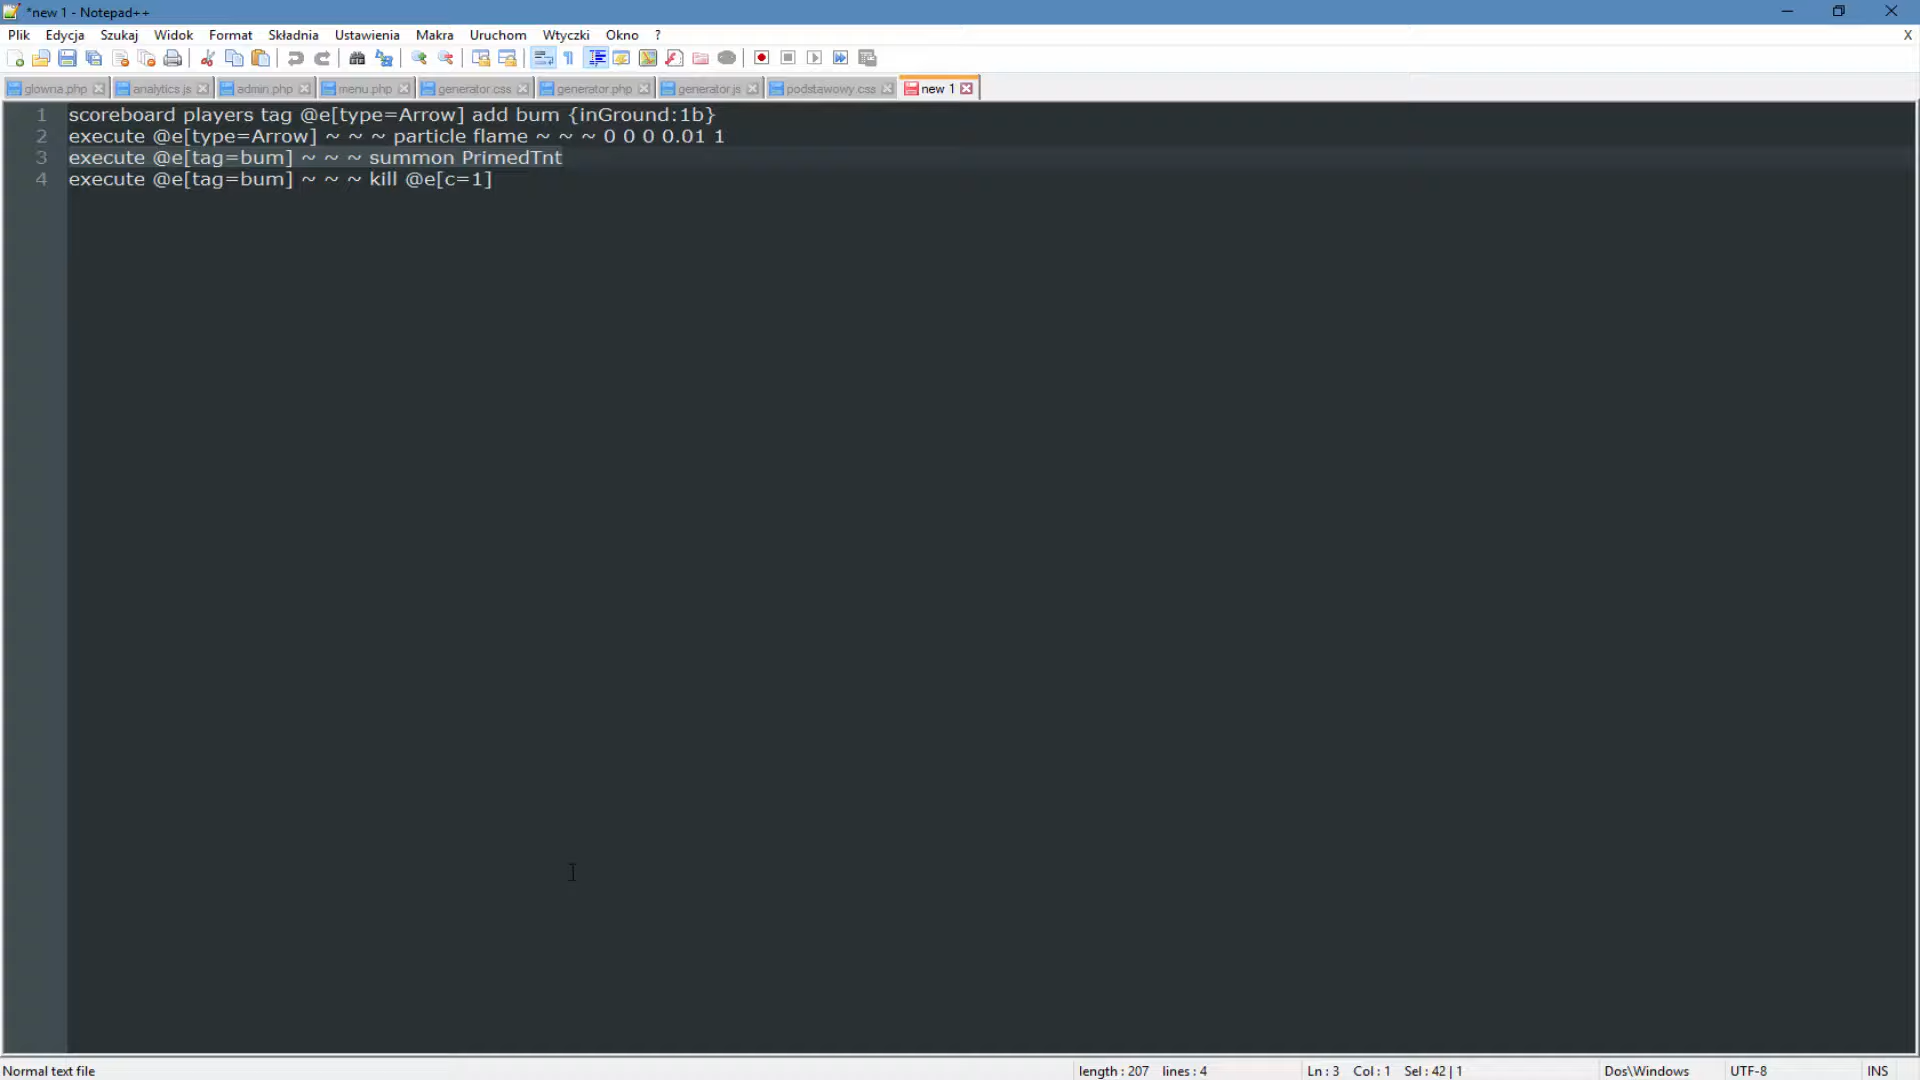 *new 1 - Notepad++
Plik Edycja Szukaj Widok Format Składnia Ustawienia Makra Uruchom Wtyczki Okno ? X
glowna.php analytics.js admin.php menu.php generator.css generator.php generator.js podstawowy.css new 1
1 scoreboard players tag @e[type=Arrow] add bum {inGround:1b}
2 execute @e[type=Arrow] ~ ~ ~ particle flame ~ ~ ~ 0 0 0 0.01 1
3 execute @e[tag=bum] ~ ~ ~ summon PrimedTnt
4 execute @e[tag=bum] ~ ~ ~ kill @e[c=1]
Normal text file length : 207 lines : 4 Ln : 3 Col : 1 Sel : 42 | 1 Dos\Windows UTF-8 INS